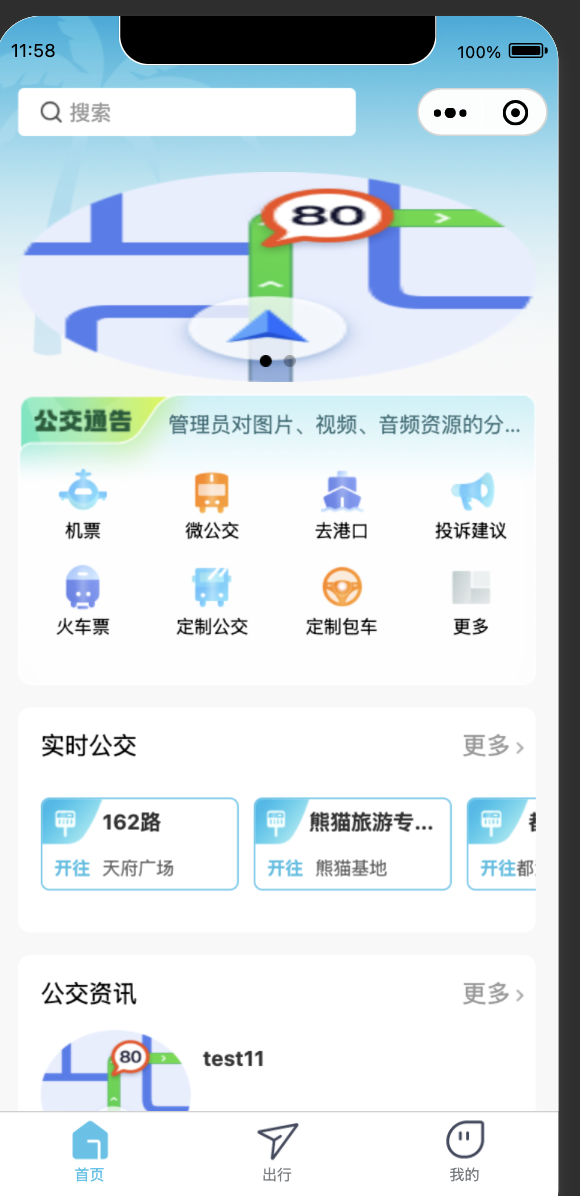 11:58
100%
搜索
80
公交通告 管理员对图片、视频、音频资源的分...
机票 微公交 去港口 投诉建议
火车票 定制公交 定制包车 更多
实时公交 更多
162路 熊猫旅游专...
开往 天府广场 开往 熊猫基地 开往
公交资讯 更多
80
test11
首页 出行 我的